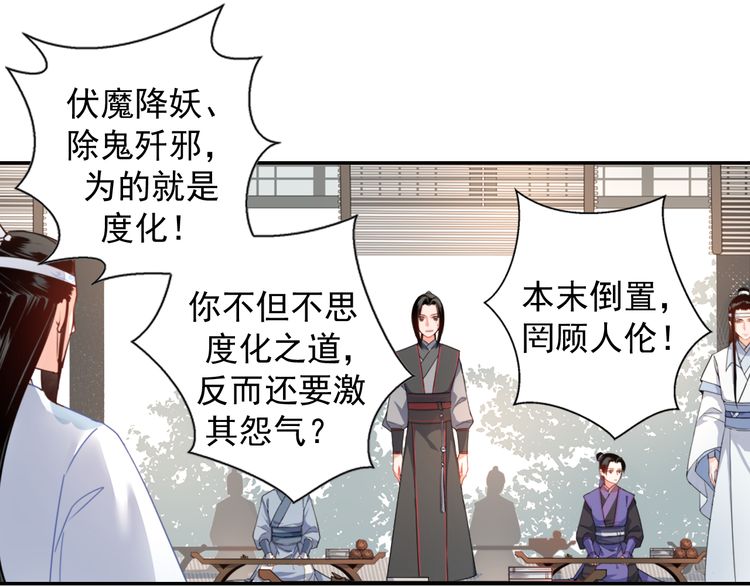 伏魔降妖、
除鬼歼邪，
为的就是
度化！
你不但不思
度化之道，
反而还要激
其怨气？
本末倒置，
罔顾人伦！